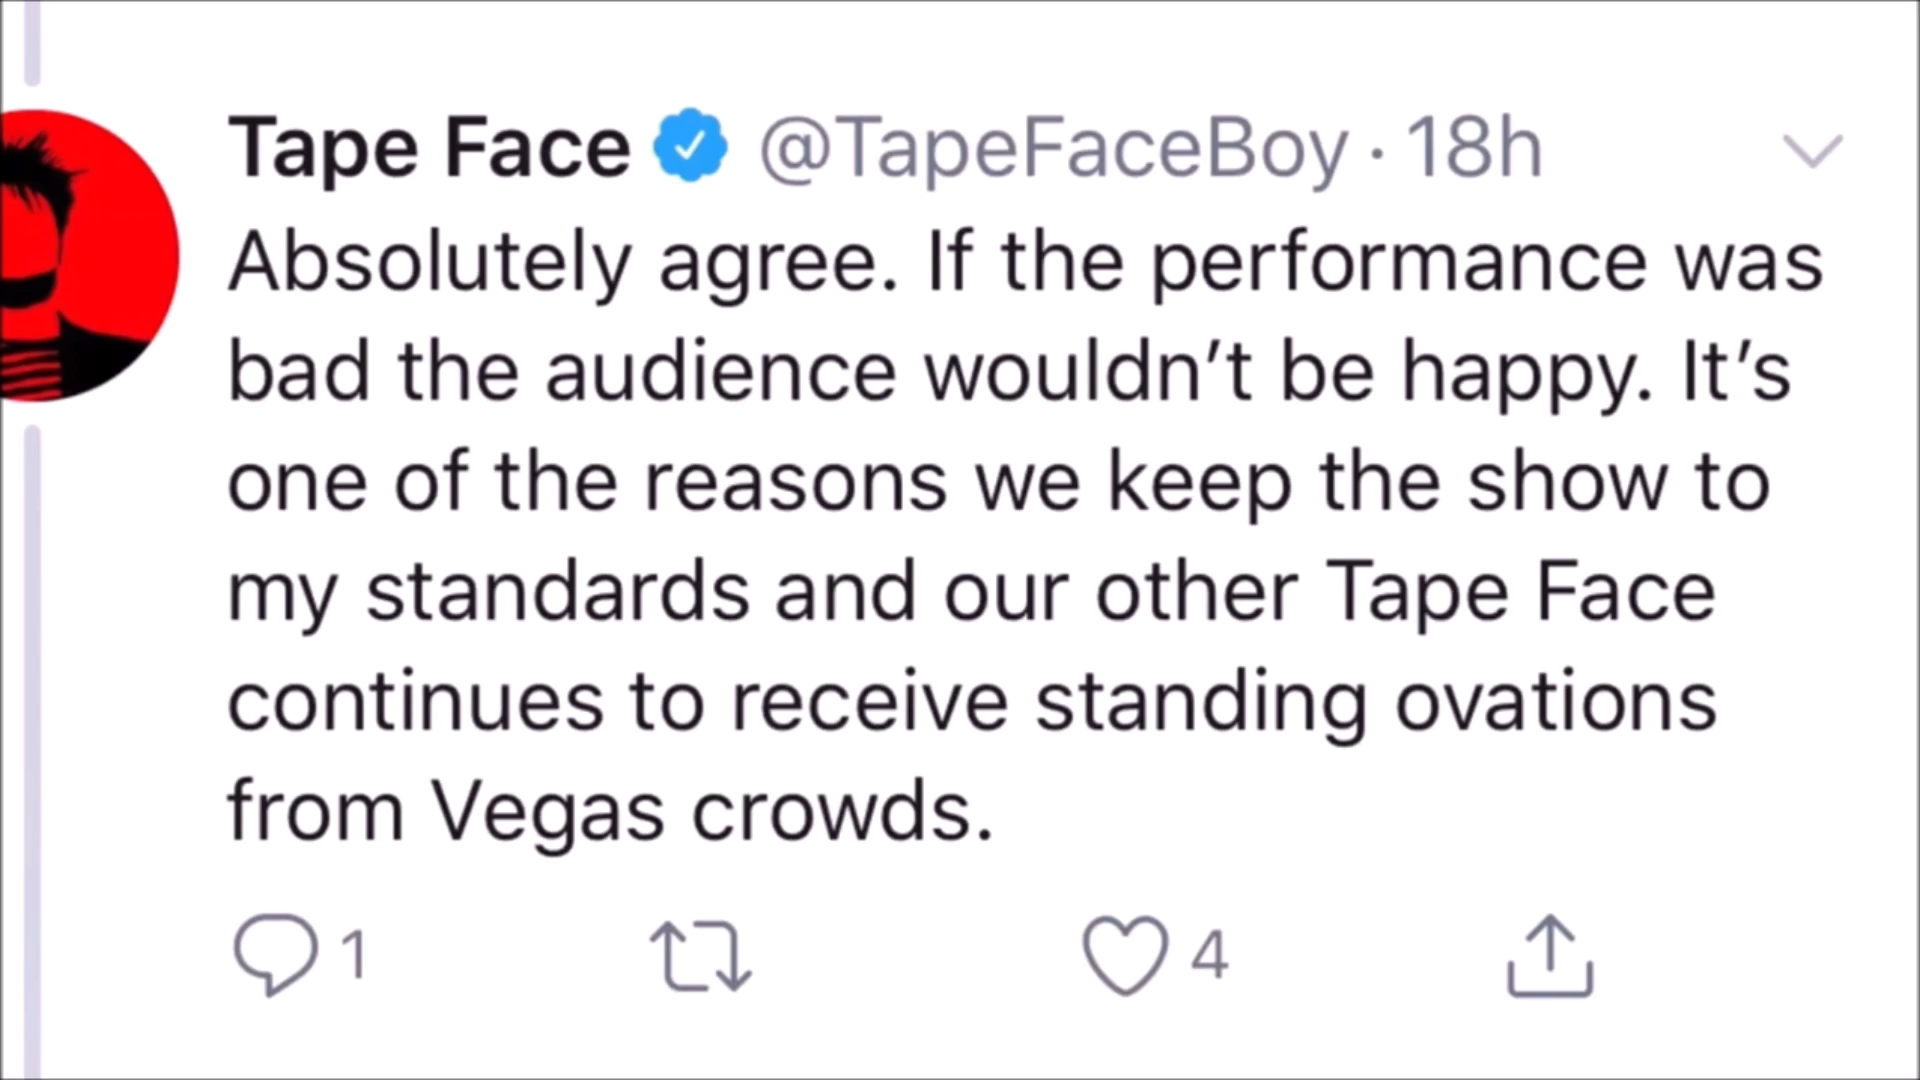 Tape Face @TapeFaceBoy · 18h
Absolutely agree. If the performance was
bad the audience wouldn’t be happy. It’s
one of the reasons we keep the show to
my standards and our other Tape Face
continues to receive standing ovations
from Vegas crowds.
1 4